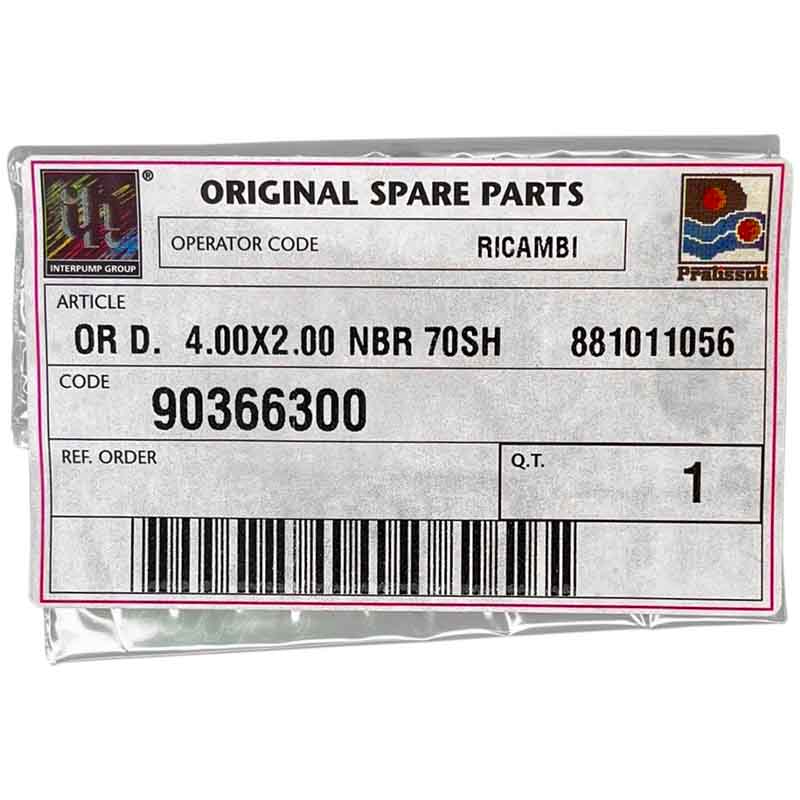 ®
ORIGINAL SPARE PARTS
OPERATOR CODE RICAMBI
INTERPUMP GROUP
Pratissoli
ARTICLE
OR D. 4.00X2.00 NBR 70SH 881011056
CODE
90366300
REF. ORDER
Q.T. 1